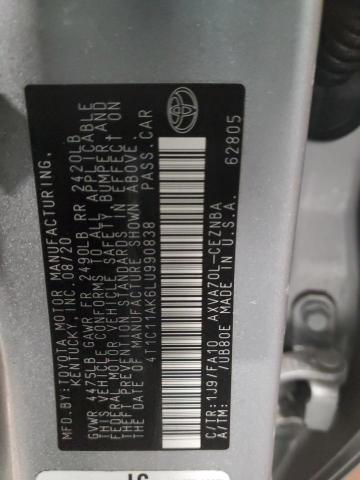 MFD. BY: TOYOTA MOTOR MANUFACTURING,
KENTUCKY, INC. 08/20
GVWR 4475LB GAWR FR 2490LB RR 2420LB
THIS VEHICLE CONFORMS TO ALL APPLICABLE
FEDERAL MOTOR VEHICLE SAFETY, BUMPER, AND
THEFT PREVENTION STANDARDS IN EFFECT ON
THE DATE OF MANUFACTURE SHOWN ABOVE.
4T1C11AK6LU990838 PASS.CAR
C/TR:1J9/FA10 AXVA70L-CEZNBA
A/TM: /UB80E MADE IN U.S.A.
62805